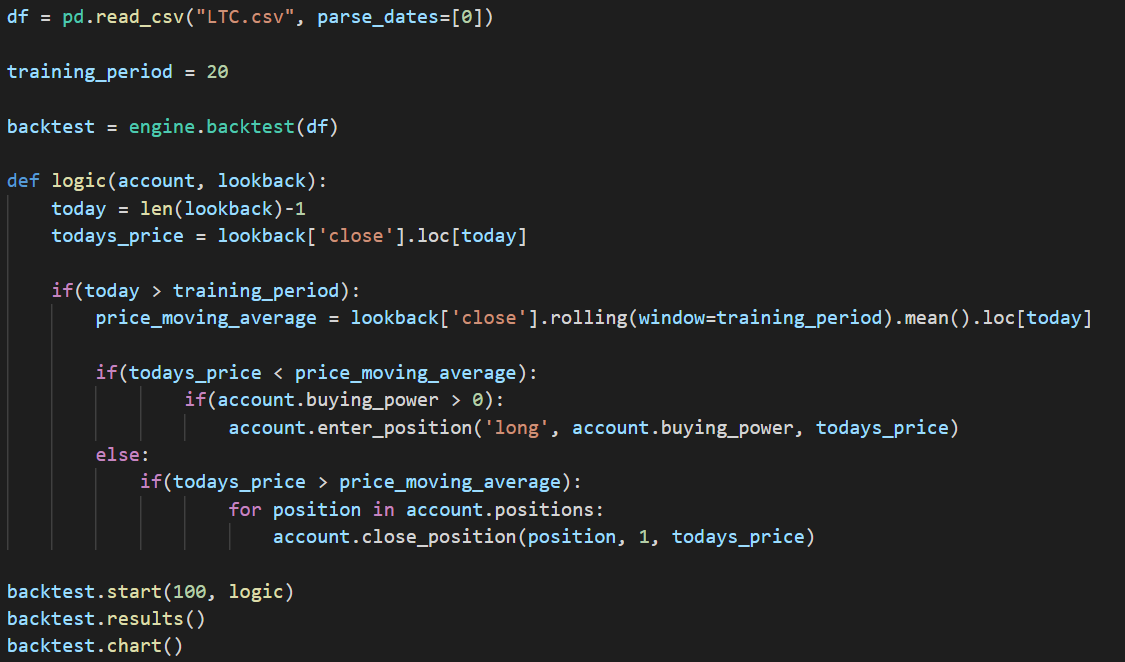 df = pd.read_csv("LTC.csv", parse_dates=[0])

training_period = 20

backtest = engine.backtest(df)

def logic(account, lookback):
    today = len(lookback)-1
    todays_price = lookback['close'].loc[today]

    if(today > training_period):
        price_moving_average = lookback['close'].rolling(window=training_period).mean().loc[today]

        if(todays_price < price_moving_average):
                if(account.buying_power > 0):
                    account.enter_position('long', account.buying_power, todays_price)
        else:
            if(todays_price > price_moving_average):
                    for position in account.positions:
                        account.close_position(position, 1, todays_price)

backtest.start(100, logic)
backtest.results()
backtest.chart()